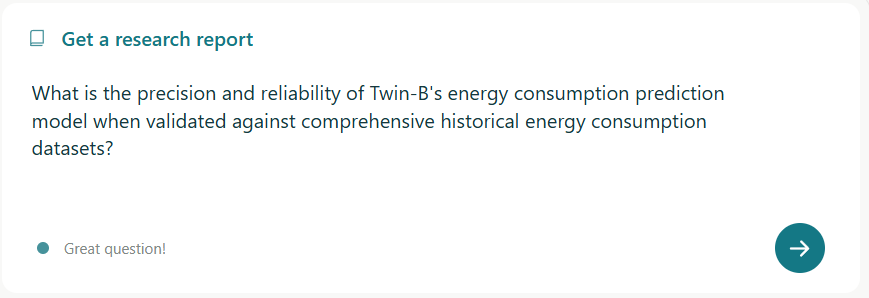 Get a research report
What is the precision and reliability of Twin-B's energy consumption prediction
model when validated against comprehensive historical energy consumption
datasets?
Great question!